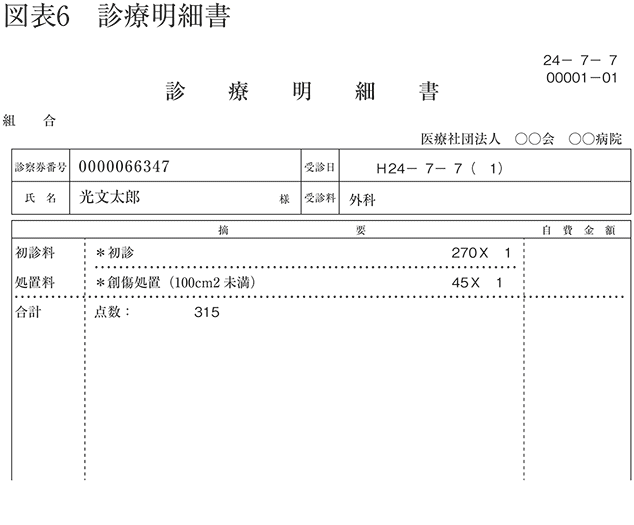 図表6　診療明細書
24－ 7－ 7
00001－01
診　療　明　細　書
組　合
医療社団法人　○○会　○○病院
診察券番号　0000066347　受診日　H24－ 7－ 7（　1）
氏　名　光文太郎　様　受診料　外科
摘　要　自 費 金 額
初診料　＊初診　270X　1
処置料　＊創傷処置（100cm2 未満）　45X　1
合計　点数：　315